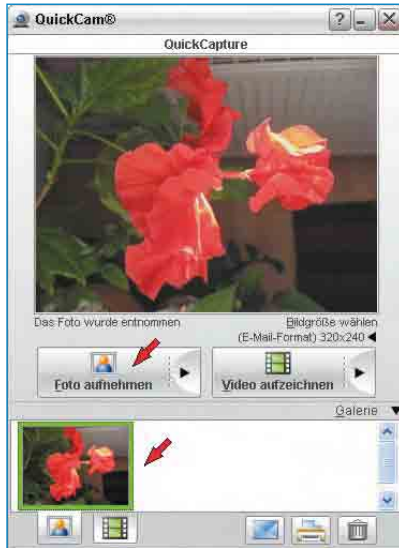 QuickCam®
QuickCapture
Das Foto wurde entnommen
Bildgröße wählen
(E-Mail-Format) 320x240
Foto aufnehmen
Video aufzeichnen
Galerie